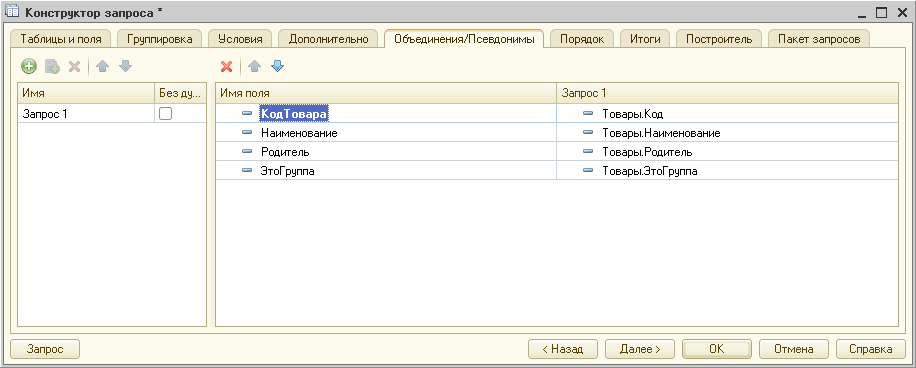 Конструктор запроса *
Таблицы и поля Группировка Условия Дополнительно Объединения/Псевдонимы Порядок Итоги Построитель Пакет запросов
Имя Без ду... Имя поля Запрос 1
Запрос 1 КодТовара Товары.Код
Наименование Товары.Наименование
Родитель Товары.Родитель
ЭтоГруппа Товары.ЭтоГруппа
Запрос < Назад Далее > ОК Отмена Справка